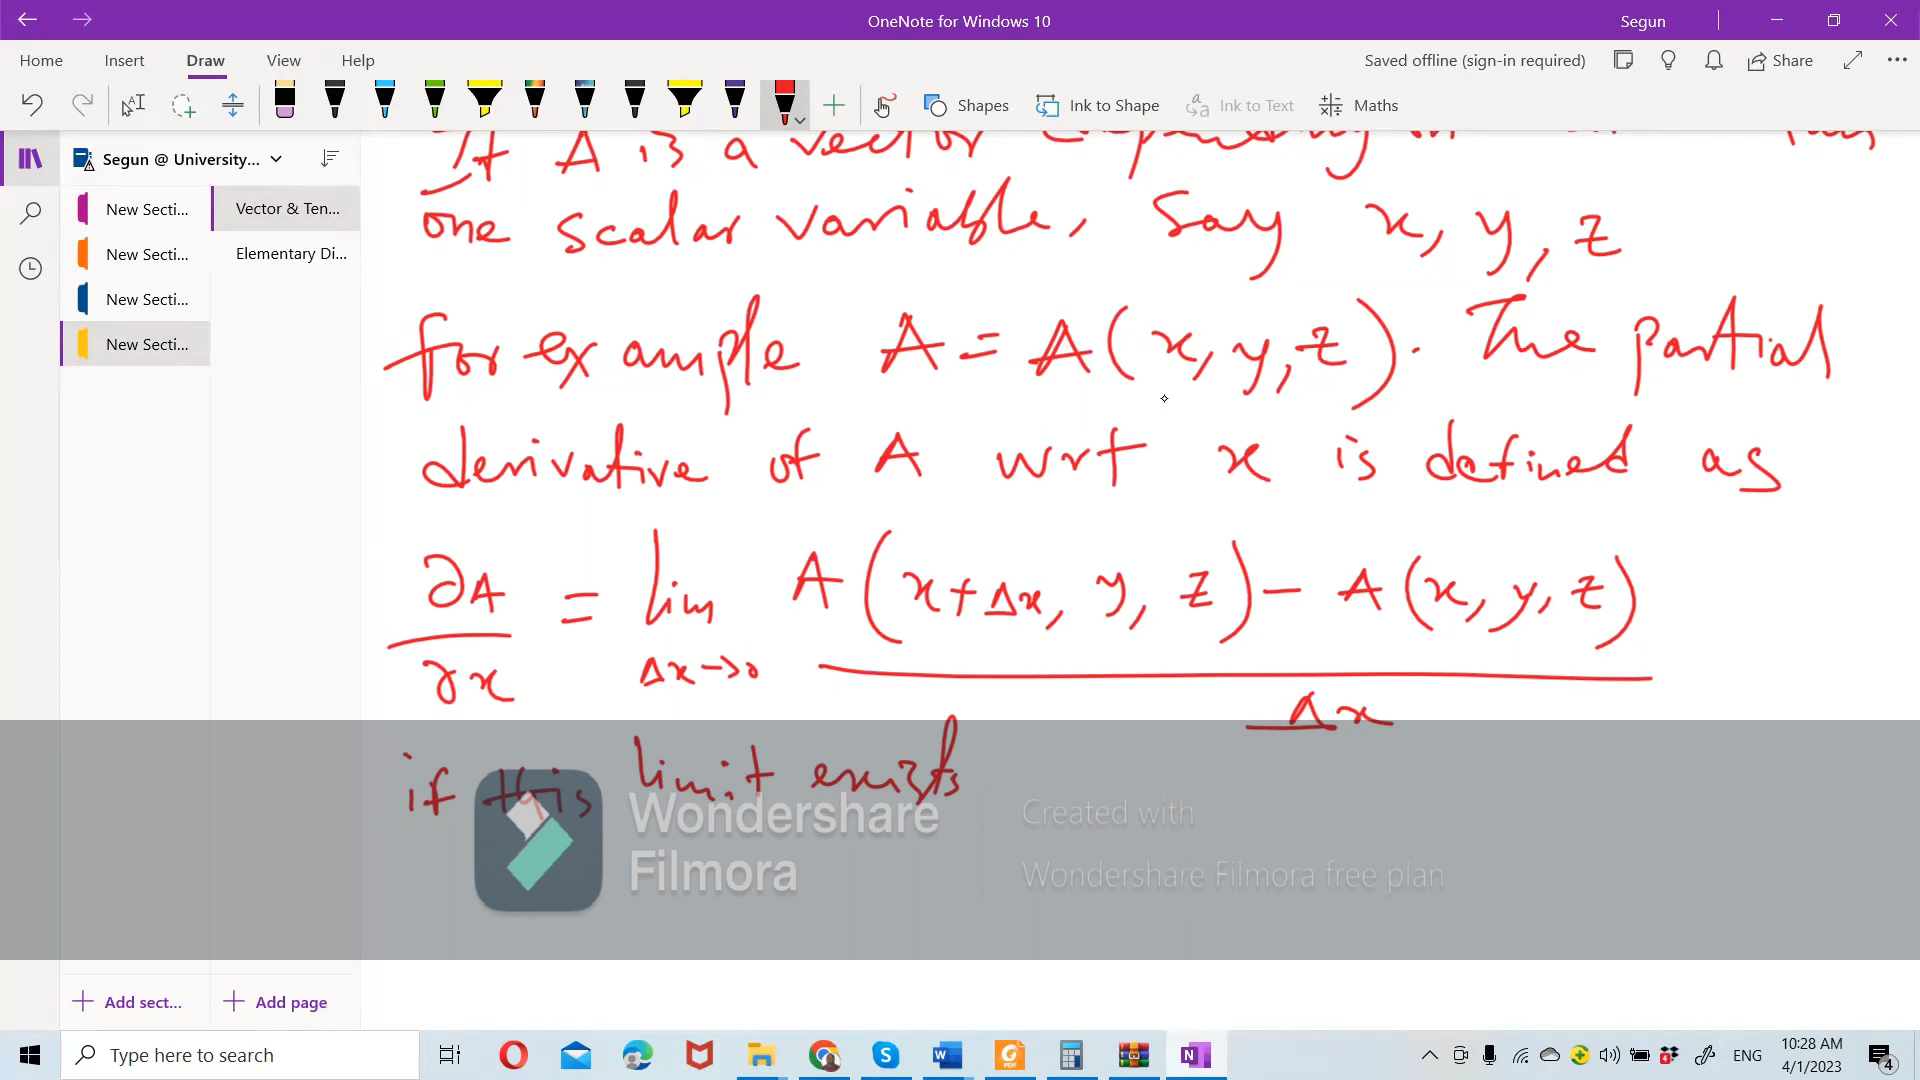 OneNote for Windows 10
Segun
Home Insert Draw View Help
Saved offline (sign-in required) Share
Shapes Ink to Shape Ink to Text Maths
Segun @ University...
New Secti... Vector & Ten...
New Secti... Elementary Di...
New Secti...
New Secti...
If A is a vector depending
one scalar variable, say x, y, z
for example A = A(x, y, z). The partial
derivative of A wrt x is defined as
∂A/∂x = lim Δx→0 A(x+Δx, y, z) − A(x, y, z) / Δx
if this limit exists
Wondershare
Filmora
Created with
Wondershare Filmora free plan
Add sect... Add page
Type here to search
ENG
10:28 AM
4/1/2023
4